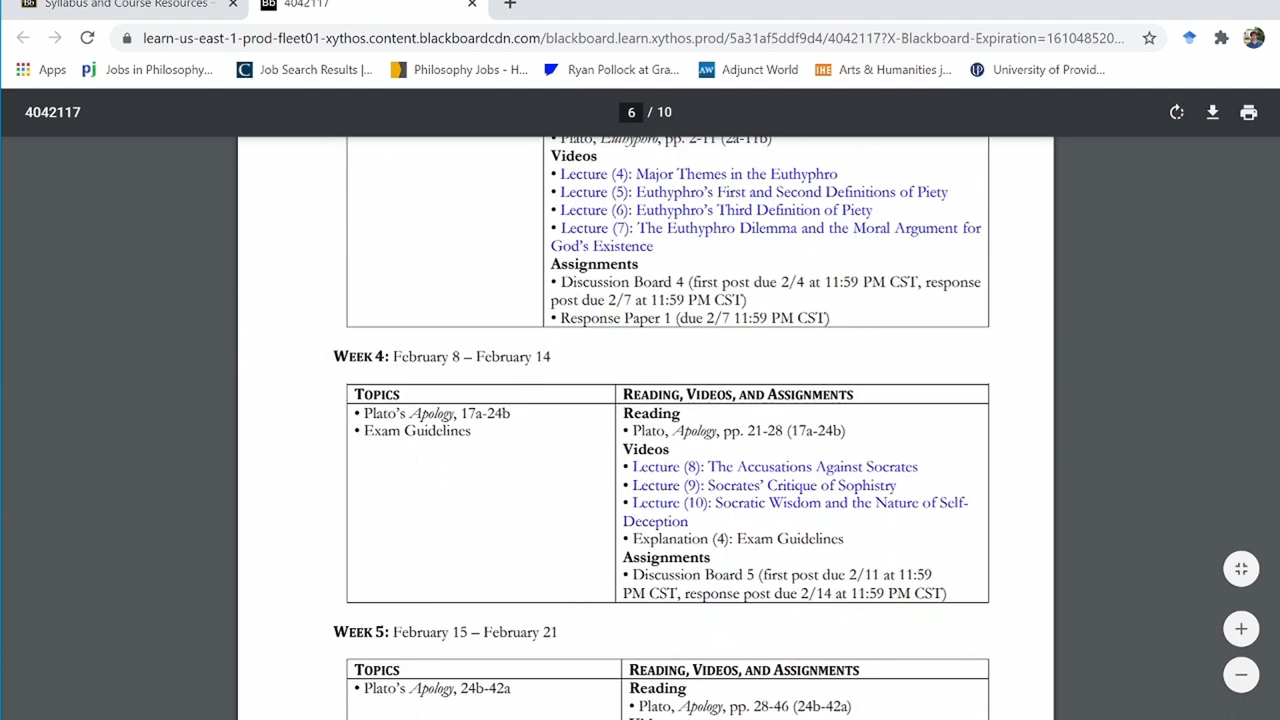 Syllabus and Course Resources
4042117
learn-us-east-1-prod-fleet01-xythos.content.blackboardcdn.com/blackboard.learn.xythos.prod/5a31af5ddf9d4/4042117?X-Blackboard-Expiration=161048520...
Apps Jobs in Philosophy... Job Search Results |... Philosophy Jobs - H... Ryan Pollock at Gra... Adjunct World Arts & Humanities j... University of Provid...
4042117 6 / 10
• Plato, Euthyphro, pp. 2-11 (2a-11b)
Videos
• Lecture (4): Major Themes in the Euthyphro
• Lecture (5): Euthyphro's First and Second Definitions of Piety
• Lecture (6): Euthyphro's Third Definition of Piety
• Lecture (7): The Euthyphro Dilemma and the Moral Argument for
God's Existence
Assignments
• Discussion Board 4 (first post due 2/4 at 11:59 PM CST, response
post due 2/7 at 11:59 PM CST)
• Response Paper 1 (due 2/7 11:59 PM CST)
WEEK 4: February 8 – February 14
TOPICS
• Plato's Apology, 17a-24b
• Exam Guidelines
READING, VIDEOS, AND ASSIGNMENTS
Reading
• Plato, Apology, pp. 21-28 (17a-24b)
Videos
• Lecture (8): The Accusations Against Socrates
• Lecture (9): Socrates' Critique of Sophistry
• Lecture (10): Socratic Wisdom and the Nature of Self-
Deception
• Explanation (4): Exam Guidelines
Assignments
• Discussion Board 5 (first post due 2/11 at 11:59
PM CST, response post due 2/14 at 11:59 PM CST)
WEEK 5: February 15 – February 21
TOPICS
• Plato's Apology, 24b-42a
READING, VIDEOS, AND ASSIGNMENTS
Reading
• Plato, Apology, pp. 28-46 (24b-42a)